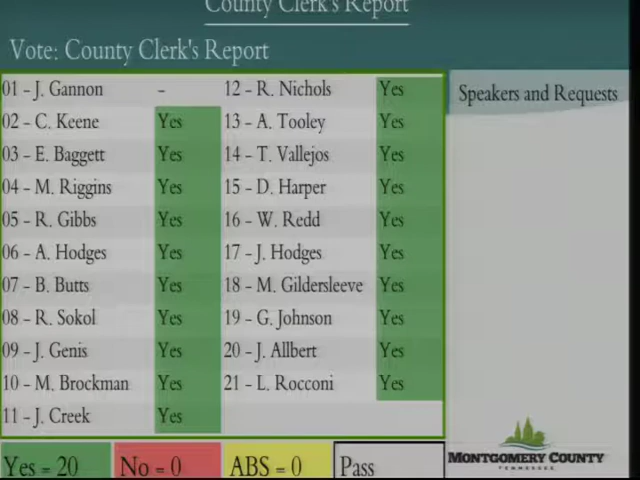 County Clerk's Report
Vote: County Clerk's Report
01 - J. Gannon -
02 - C. Keene Yes
03 - E. Baggett Yes
04 - M. Riggins Yes
05 - R. Gibbs Yes
06 - A. Hodges Yes
07 - B. Butts Yes
08 - R. Sokol Yes
09 - J. Genis Yes
10 - M. Brockman Yes
11 - J. Creek Yes
12 - R. Nichols Yes
13 - A. Tooley Yes
14 - T. Vallejos Yes
15 - D. Harper Yes
16 - W. Redd Yes
17 - J. Hodges Yes
18 - M. Gildersleeve Yes
19 - G. Johnson Yes
20 - J. Allbert Yes
21 - L. Rocconi Yes
Speakers and Requests
Yes = 20 No = 0 ABS = 0 Pass
MONTGOMERY COUNTY
TENNESSEE